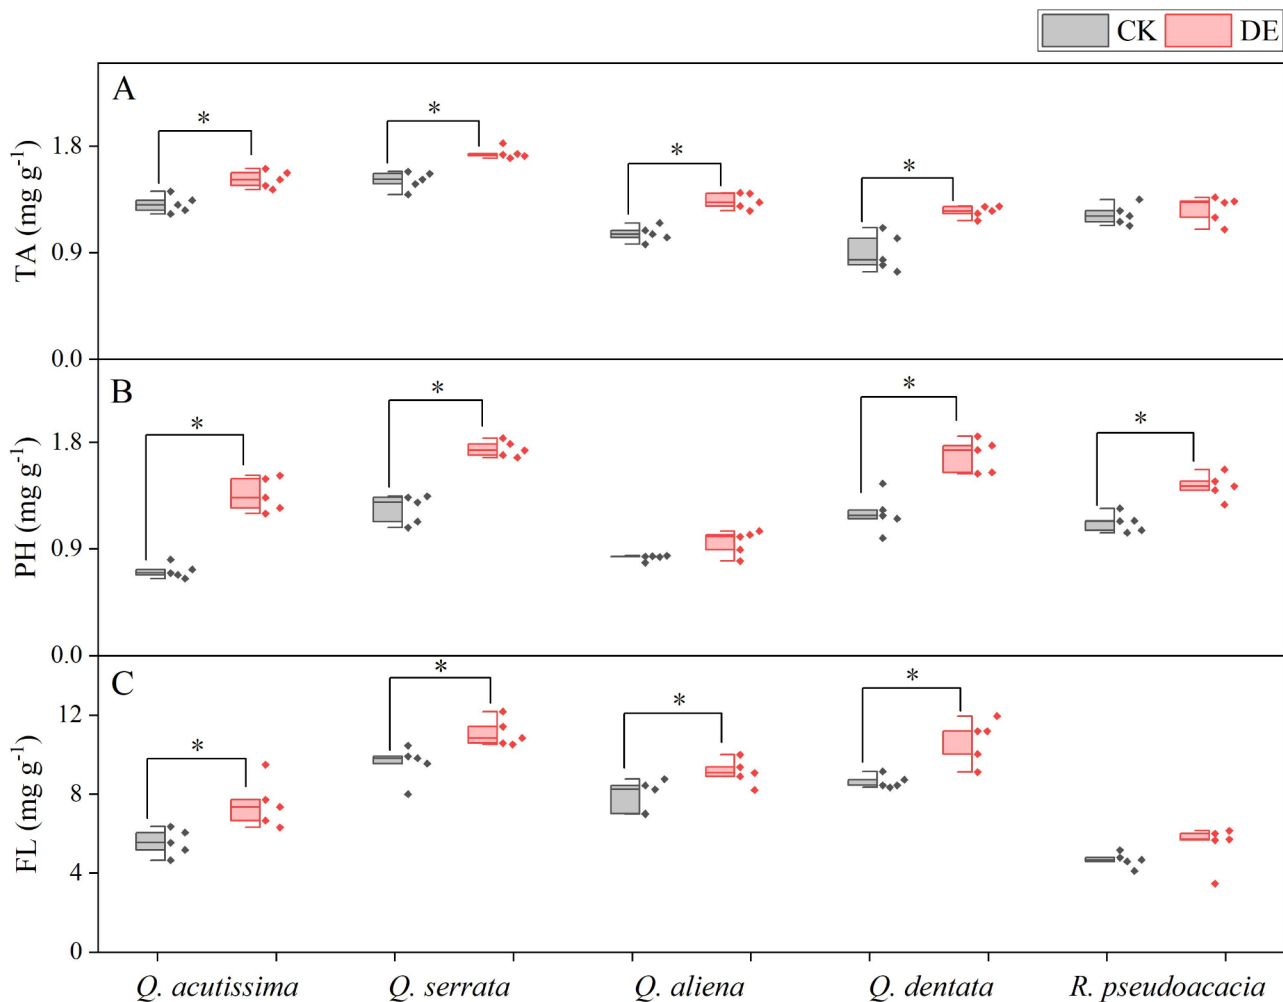 CK DE
A
TA (mg g⁻¹)
1.8
0.9
0.0
* * * *
B
PH (mg g⁻¹)
1.8
0.9
0.0
* * * *
C
FL (mg g⁻¹)
12
8
4
0
* * * *
Q. acutissima Q. serrata Q. aliena Q. dentata R. pseudoacacia